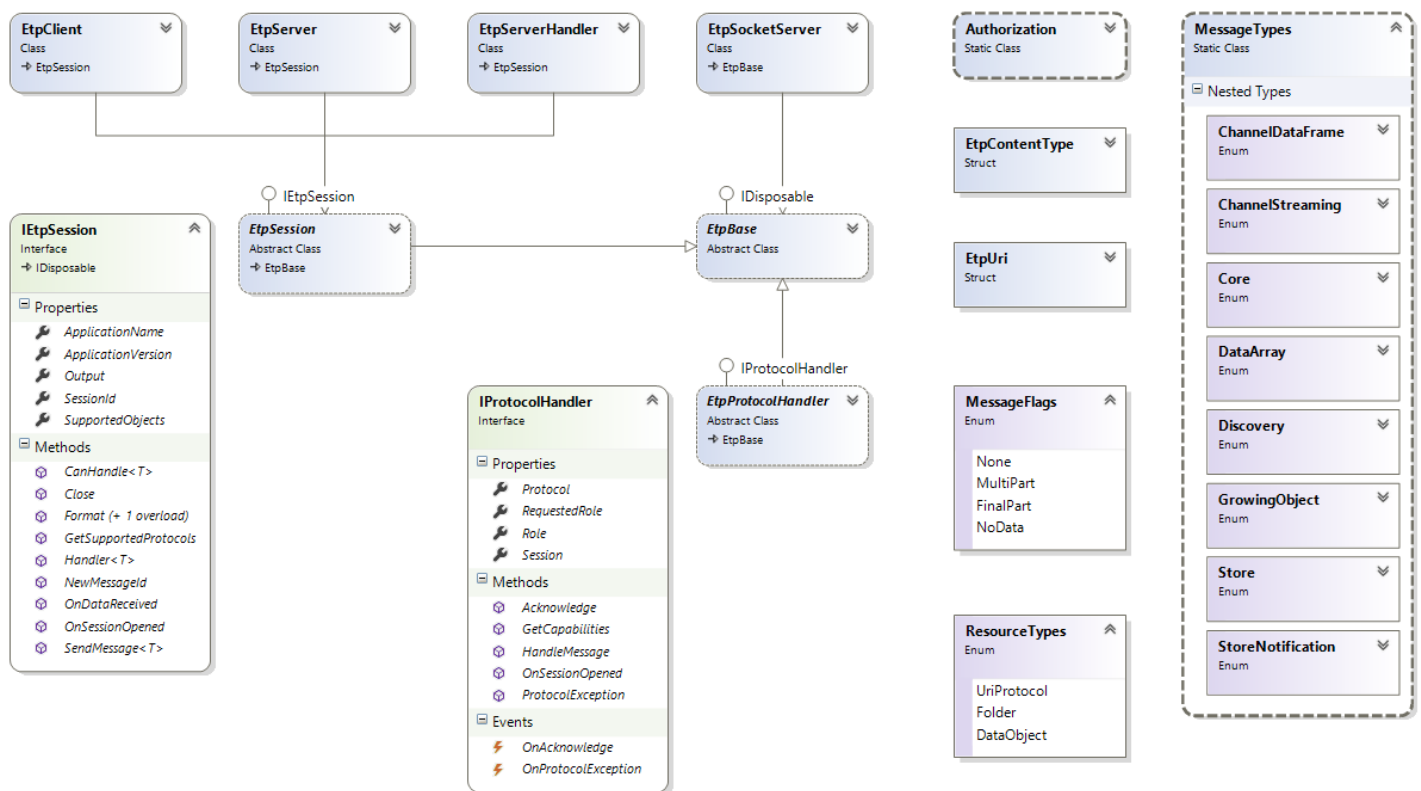 EtpClient
Class
EtpSession
EtpServer
Class
EtpSession
EtpServerHandler
Class
EtpSession
EtpSocketServer
Class
EtpBase
Authorization
Static Class
MessageTypes
Static Class
Nested Types
ChannelDataFrame
Enum
ChannelStreaming
Enum
Core
Enum
DataArray
Enum
Discovery
Enum
GrowingObject
Enum
Store
Enum
StoreNotification
Enum
EtpContentType
Struct
EtpUri
Struct
IEtpSession
EtpSession
Abstract Class
EtpBase
IDisposable
EtpBase
Abstract Class
IEtpSession
Interface
IDisposable
Properties
ApplicationName
ApplicationVersion
Output
SessionId
SupportedObjects
Methods
CanHandle<T>
Close
Format (+ 1 overload)
GetSupportedProtocols
Handler<T>
NewMessageId
OnDataReceived
OnSessionOpened
SendMessage<T>
IProtocolHandler
EtpProtocolHandler
Abstract Class
EtpBase
IProtocolHandler
Interface
Properties
Protocol
RequestedRole
Role
Session
Methods
Acknowledge
GetCapabilities
HandleMessage
OnSessionOpened
ProtocolException
Events
OnAcknowledge
OnProtocolException
MessageFlags
Enum
None
MultiPart
FinalPart
NoData
ResourceTypes
Enum
UriProtocol
Folder
DataObject